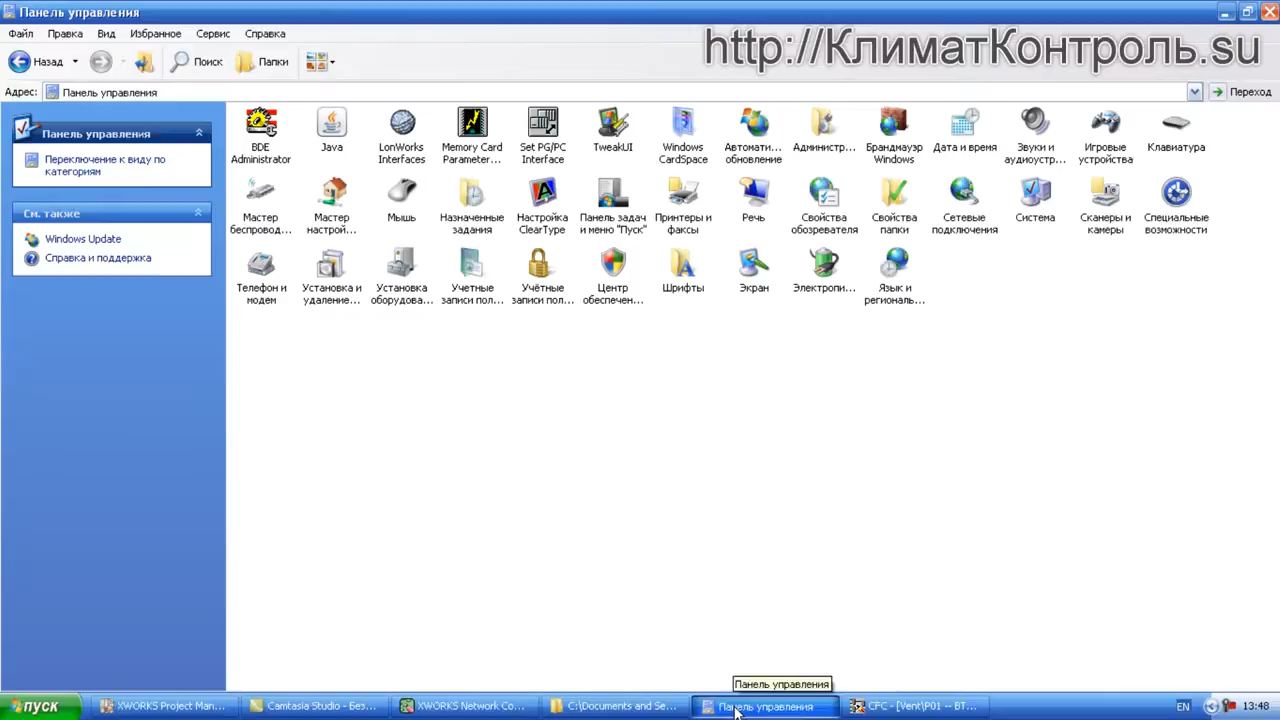 Панель управления
Файл Правка Вид Избранное Сервис Справка
http://КлиматКонтроль.su
Назад Поиск Папки
Адрес: Панель управления Переход
Панель управления
Переключение к виду по
категориям
См. также
Windows Update
Справка и поддержка
BDE
Administrator
Java
LonWorks
Interfaces
Memory Card
Parameter...
Set PG/PC
Interface
TweakUI
Windows
CardSpace
Автомати...
обновление
Администр...
Брандмауэр
Windows
Дата и время
Звуки и
аудиоустр...
Игровые
устройства
Клавиатура
Мастер
беспровод...
Мастер
настрой...
Мышь
Назначенные
задания
Настройка
ClearType
Панель задач
и меню "Пуск"
Принтеры и
факсы
Речь
Свойства
обозревателя
Свойства
папки
Сетевые
подключения
Система
Сканеры и
камеры
Специальные
возможности
Телефон и
модем
Установка и
удаление...
Установка
оборудова...
Учетные
записи пол...
Учётные
записи пол...
Центр
обеспечен...
Шрифты
Экран
Электропи...
Язык и
региональ...
Панель управления
пуск XWORKS Project Man... Camtasia Studio - Без... XWORKS Network Co... C:\Documents and Se... Панель управления CFC - [Vent\P01 -- BT... EN 13:48